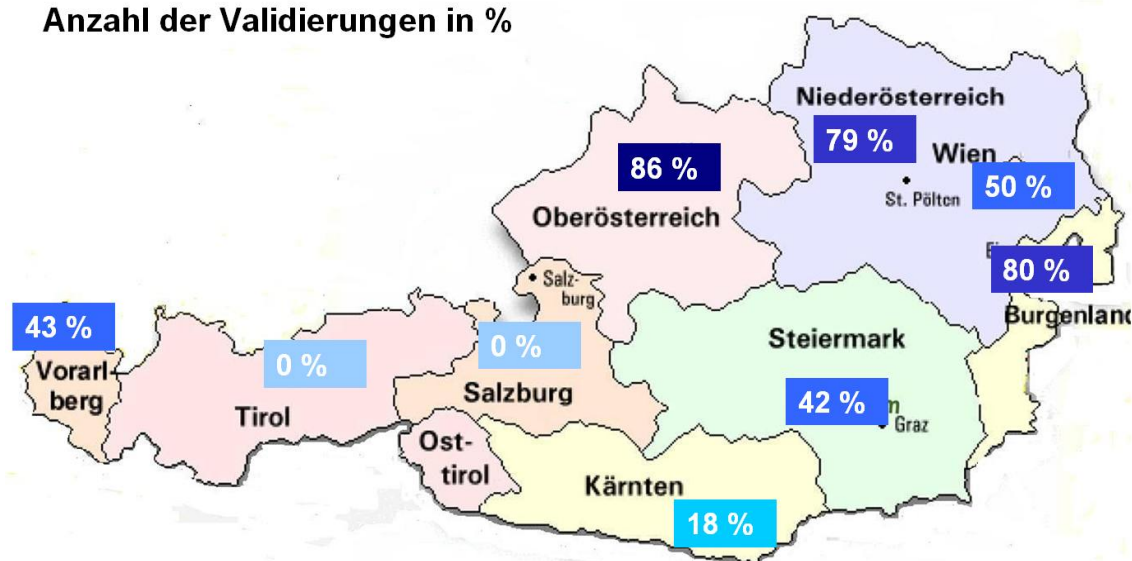 Anzahl der Validierungen in %
Niederösterreich
79 %
Wien
86 %
50 %
St. Pölten
Oberösterreich
80 %
Salz-
burg
Burgenland
43 %
0 %
0 %
Steiermark
Vorarl-
berg
Salzburg
Tirol
42 %
Graz
Ost-
tirol
Kärnten
18 %